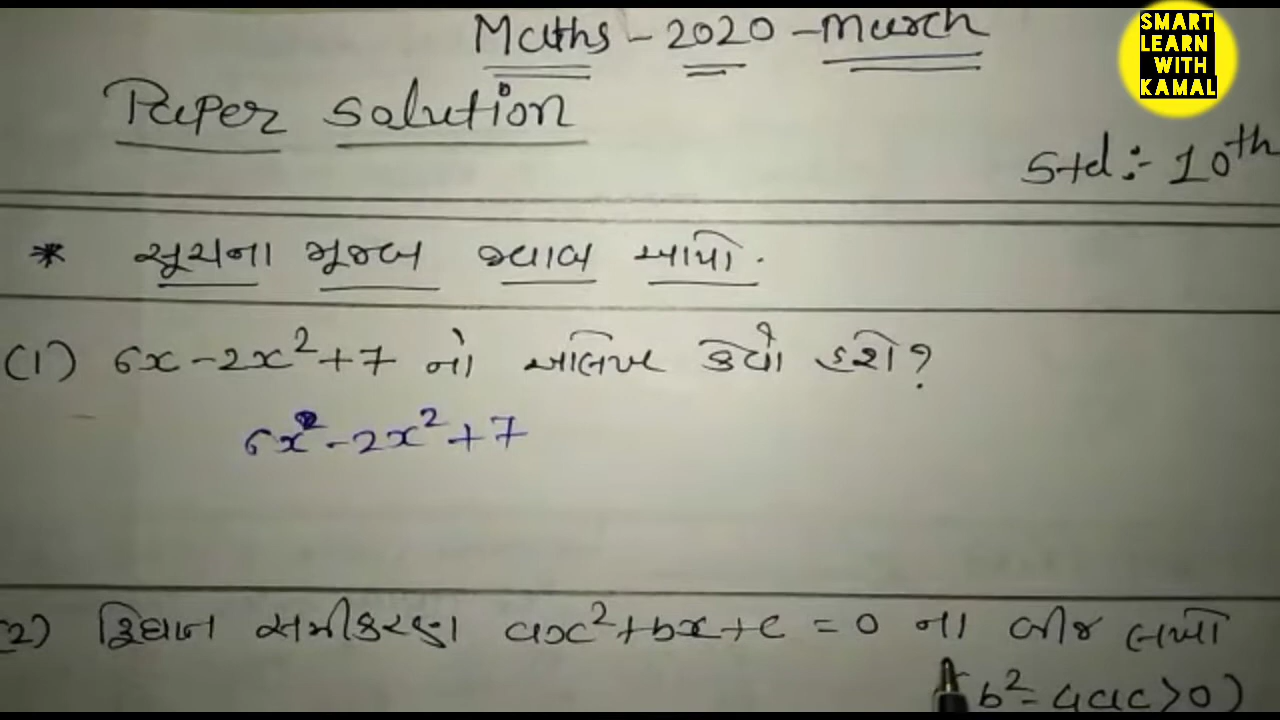 Maths - 2020 - March
SMART
LEARN
WITH
KAMAL
Paper solution
Std :- 10th
* સૂચના મૂજબ જવાબ આપો.
(1) 6x - 2x² + 7 નો આલેખ કેવો હશે?
6x² - 2x² + 7
(2) દ્વિઘાત સમીકરણ ax² + bx + c = 0 ના બીજ લખો
(b² - 4ac > 0)